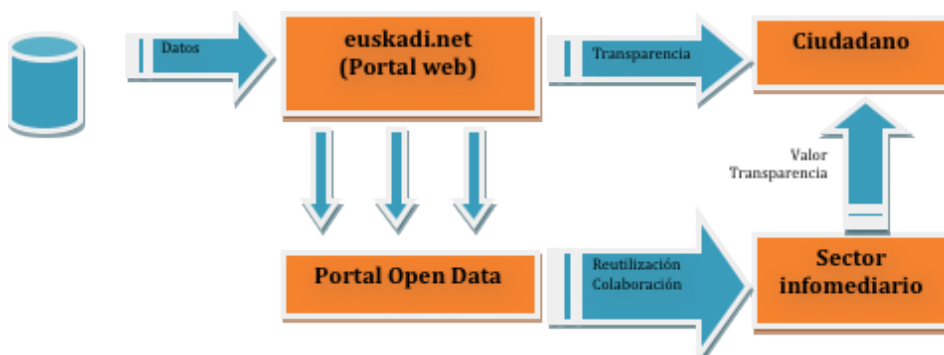 Datos
euskadi.net
(Portal web)
Transparencia
Ciudadano
Valor
Transparencia
Portal Open Data
Reutilización
Colaboración
Sector
infomediario